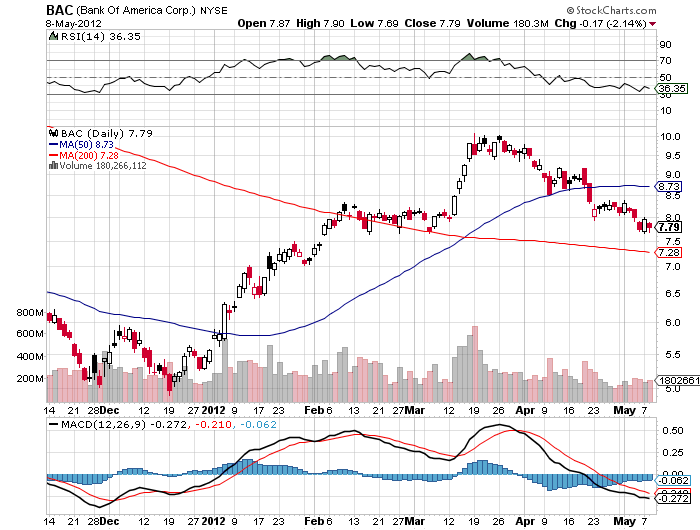 BAC (Bank Of America Corp.) NYSE
© StockCharts.com
8-May-2012
Open 7.87 High 7.90 Low 7.69 Close 7.79 Volume 180.3M Chg -0.17 (-2.14%)
RSI(14) 36.35
90
70
50
36.35
30
10
BAC (Daily) 7.79
MA(50) 8.73
MA(200) 7.28
Volume 180,266,112
10.0
9.5
9.0
8.73
8.5
8.0
7.79
7.5
7.28
7.0
6.5
6.0
5.5
5.0
800M
600M
400M
200M
1802661
14 21 28 Dec 12 19 27 2012 9 17 23 Feb 6 13 21 27 Mar 12 19 26 Apr 9 16 23 May 7
MACD(12,26,9) -0.272, -0.210, -0.062
0.50
0.25
0.00
-0.062
-0.272
14 21 28 Dec 12 19 27 2012 9 17 23 Feb 6 13 21 27 Mar 12 19 26 Apr 9 16 23 May 7